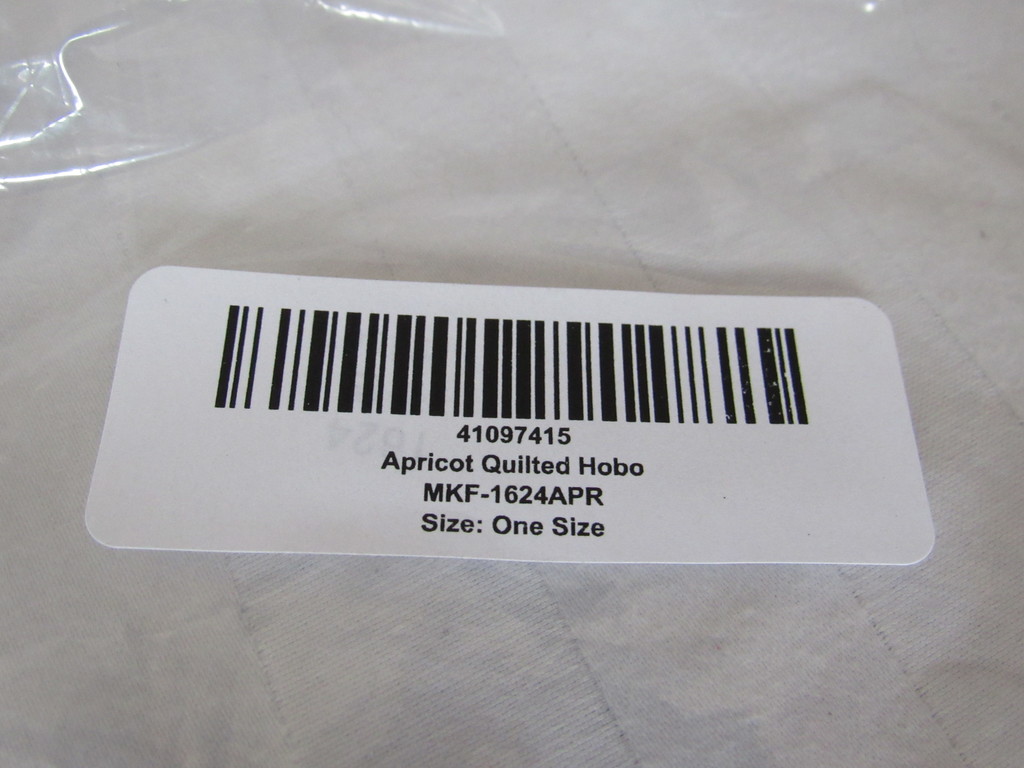 41097415
Apricot Quilted Hobo
MKF-1624APR
Size: One Size